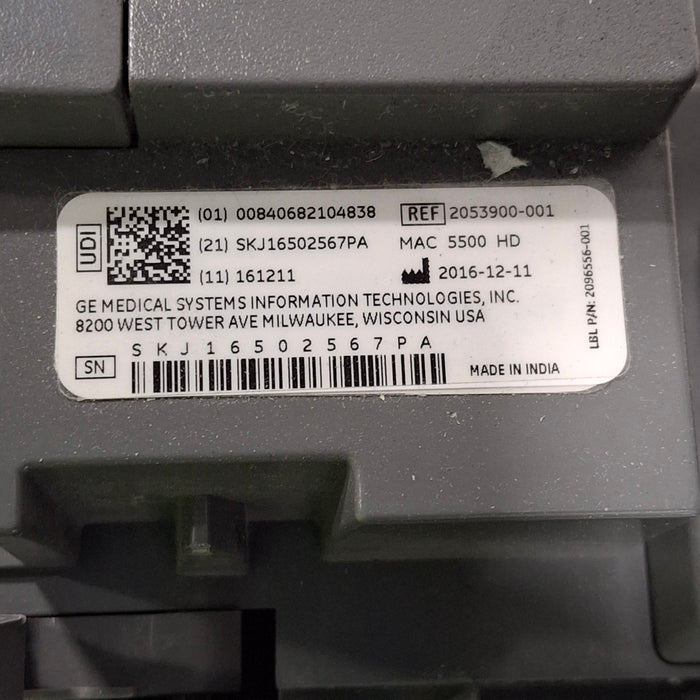 UDI
(01) 00840682104838
REF 2053900-001
(21) SKJ16502567PA
MAC 5500 HD
(11) 161211
2016-12-11
GE MEDICAL SYSTEMS INFORMATION TECHNOLOGIES, INC.
8200 WEST TOWER AVE MILWAUKEE, WISCONSIN USA
SKJ16502567PA
SN
MADE IN INDIA
LBL P/N: 2096556-001